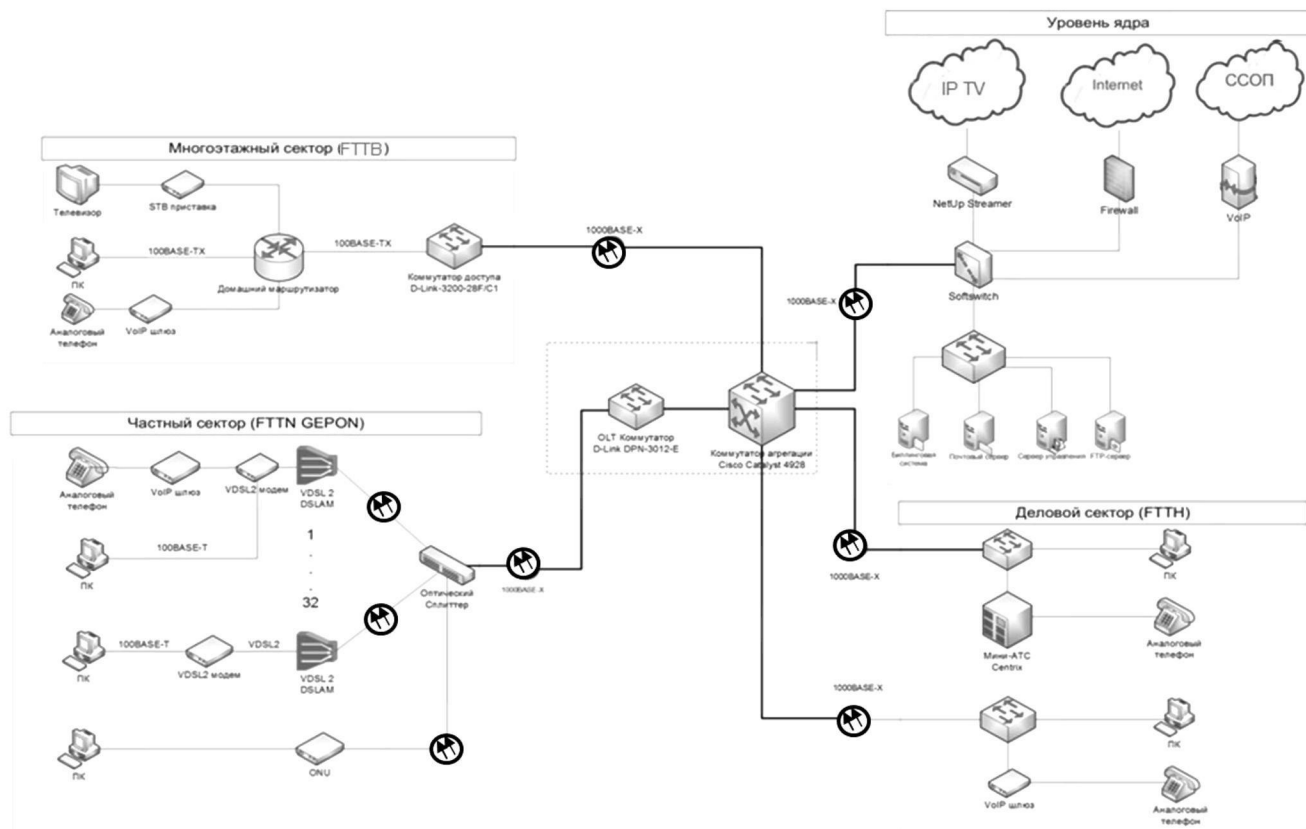 Уровень ядра
IP TV
Internet
ССОП
NetUp Streamer
Firewall
VoIP
Softswitch
Биллинговая
система
Почтовый сервер
Сервер управления
FTP-сервер
Многоэтажный сектор (FTTB)
Телевизор
STB приставка
100BASE-TX
ПК
Домашний маршрутизатор
100BASE-TX
Коммутатор доступа
D-Link-3200-28F/C1
Аналоговый
телефон
VoIP шлюз
1000BASE-X
1000BASE-X
OLT Коммутатор
D-Link DPN-3012-E
Коммутатор агрегации
Cisco Catalyst 4928
Частный сектор (FTTN GEPON)
Аналоговый
телефон
VoIP шлюз
VDSL2 модем
VDSL 2
DSLAM
100BASE-T
ПК
1
.
.
.
32
Оптический
Сплиттер
1000BASE-X
100BASE-T
VDSL2
ПК
VDSL2 модем
VDSL 2
DSLAM
ПК
ONU
Деловой сектор (FTTH)
1000BASE-X
ПК
Мини-АТС
Centrix
Аналоговый
телефон
1000BASE-X
ПК
VoIP шлюз
Аналоговый
телефон